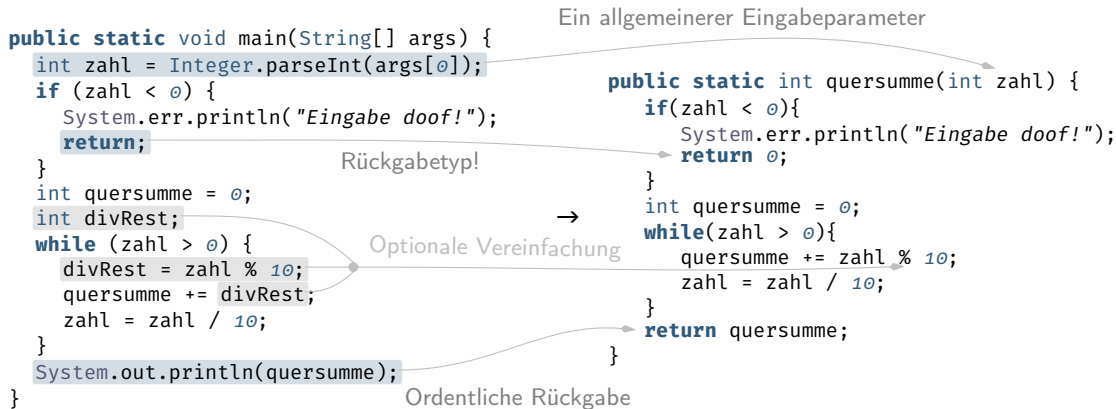 Ein allgemeinerer Eingabeparameter
public static void main(String[] args) {
int zahl = Integer.parseInt(args[0]);
if (zahl < 0) {
System.err.println("Eingabe doof!");
return;
}
int quersumme = 0;
int divRest;
while (zahl > 0) {
divRest = zahl % 10;
quersumme += divRest;
zahl = zahl / 10;
}
System.out.println(quersumme);
}
Rückgabetyp!
Optionale Vereinfachung
Ordentliche Rückgabe
→
public static int quersumme(int zahl) {
if(zahl < 0){
System.err.println("Eingabe doof!");
return 0;
}
int quersumme = 0;
while(zahl > 0){
quersumme += zahl % 10;
zahl = zahl / 10;
}
return quersumme;
}